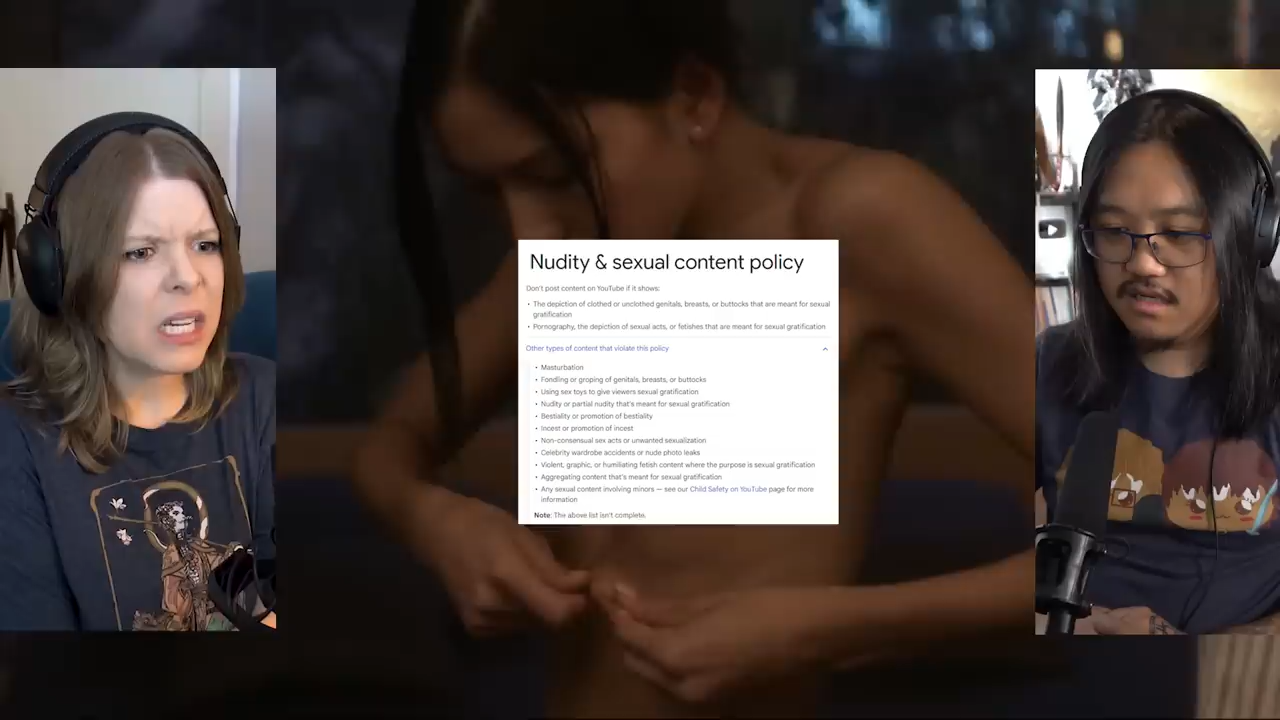 Nudity & sexual content policy
Don't post content on YouTube if it shows:
• The depiction of clothed or unclothed genitals, breasts, or buttocks that are meant for sexual
gratification
• Pornography, the depiction of sexual acts, or fetishes that are meant for sexual gratification
Other types of content that violate this policy
• Masturbation
• Fondling or groping of genitals, breasts, or buttocks
• Using sex toys to give viewers sexual gratification
• Nudity or partial nudity that's meant for sexual gratification
• Bestiality or promotion of bestiality
• Incest or promotion of incest
• Non-consensual sex acts or unwanted sexualization
• Celebrity wardrobe accidents or nude photo leaks
• Violent, graphic, or humiliating fetish content where the purpose is sexual gratification
• Aggregating content that's meant for sexual gratification
• Any sexual content involving minors — see our Child Safety on YouTube page for more
information
Note: The above list isn't complete.